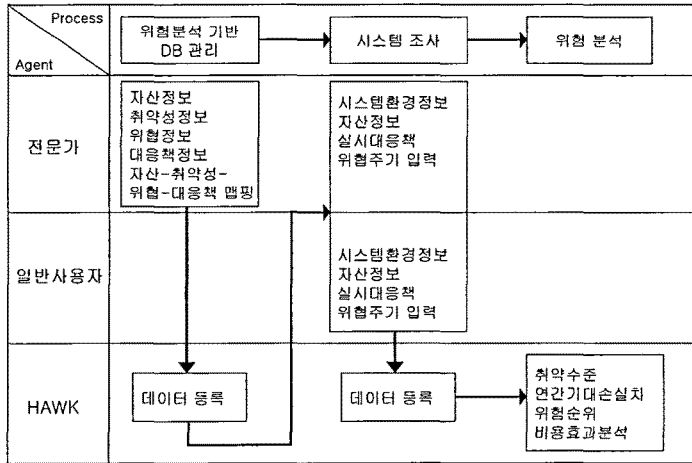 Process
Agent
위험분석 기반
DB 관리
시스템 조사
위험 분석
전문가
자산정보
취약성정보
위협정보
대응책정보
자산-취약성-
위협-대응책 맵핑
시스템환경정보
자산정보
실시대응책
위협주기 입력
일반사용자
시스템환경정보
자산정보
실시대응책
위협주기 입력
HAWK
데이터 등록
데이터 등록
취약수준
연간기대손실치
위험순위
비용효과분석